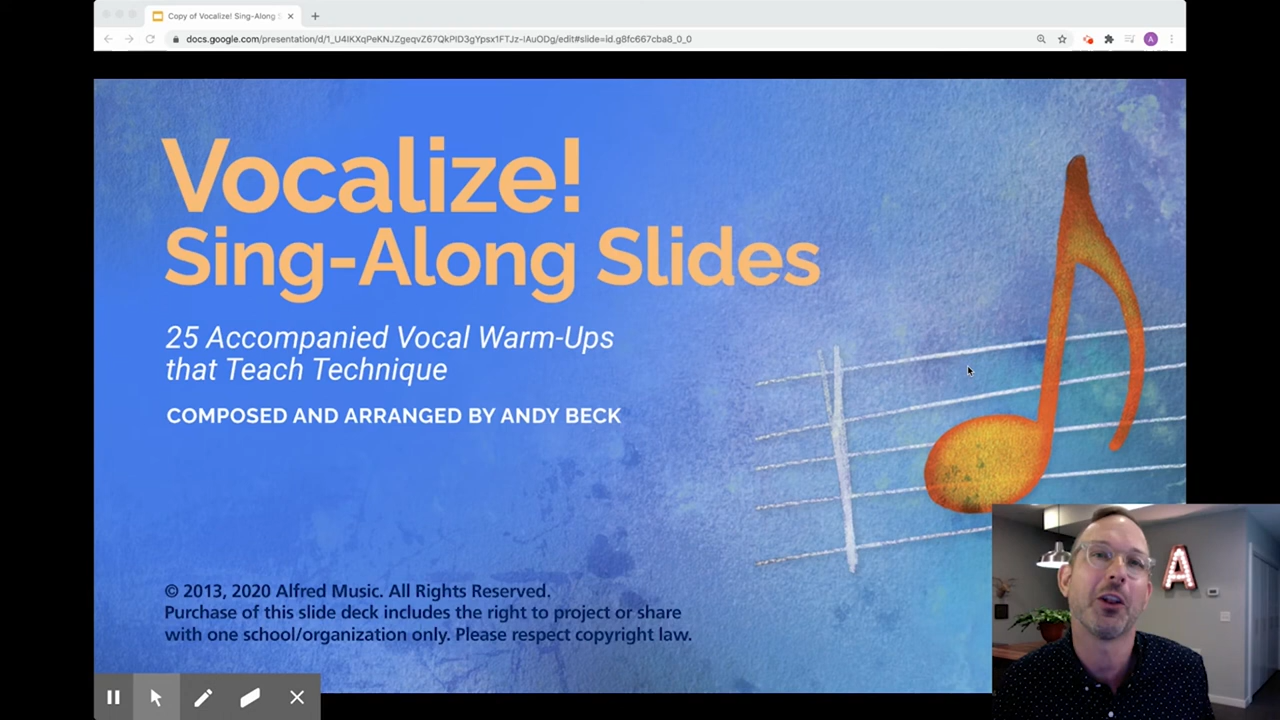 Copy of Vocalize! Sing-Along S
docs.google.com/presentation/d/1_U4IKXqPeKNJZgeqvZ67QkPID3gYpsx1FTJz-IAuODg/edit#slide=id.g8fc667cba8_0_0
A
Vocalize!
Sing-Along Slides
25 Accompanied Vocal Warm-Ups
that Teach Technique
COMPOSED AND ARRANGED BY ANDY BECK
© 2013, 2020 Alfred Music. All Rights Reserved.
Purchase of this slide deck includes the right to project or share
with one school/organization only. Please respect copyright law.
A